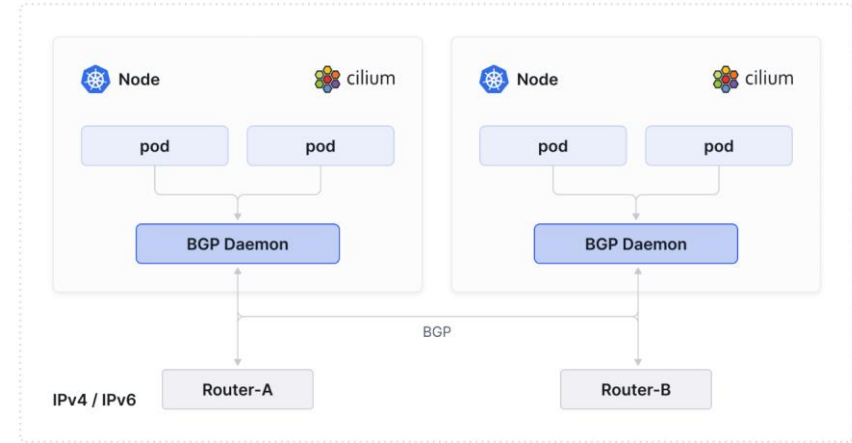 Node
cilium
pod
pod
BGP Daemon
Node
cilium
pod
pod
BGP Daemon
BGP
Router-A
Router-B
IPv4 / IPv6